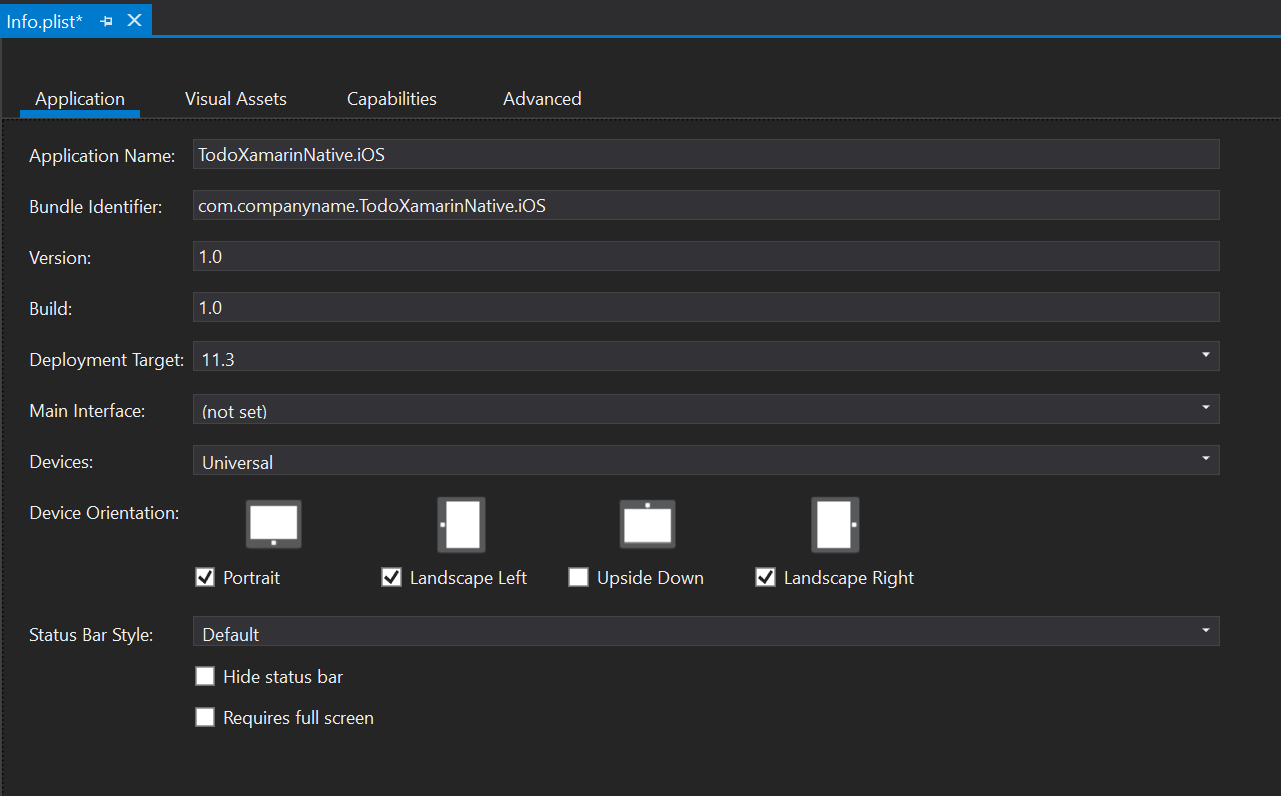 Info.plist*
Application Visual Assets Capabilities Advanced
Application Name: TodoXamarinNative.iOS
Bundle Identifier: com.companyname.TodoXamarinNative.iOS
Version: 1.0
Build: 1.0
Deployment Target: 11.3
Main Interface: (not set)
Devices: Universal
Device Orientation:
Portrait Landscape Left Upside Down Landscape Right
Status Bar Style: Default
Hide status bar
Requires full screen